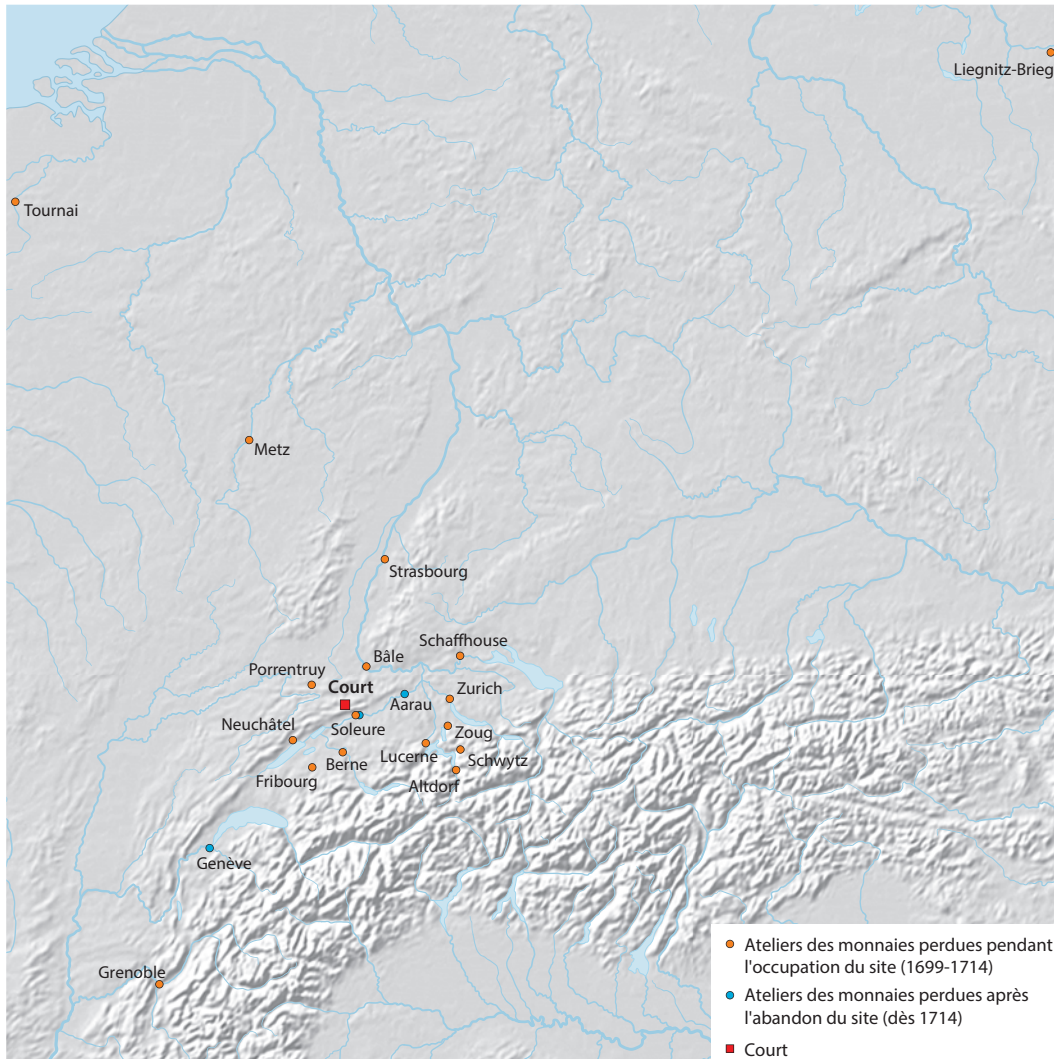 Liegnitz-Brieg
Tournai
Metz
Strasbourg
Schaffhouse
Bâle
Porrentruy
Court
Zurich
Aarau
Neuchâtel
Soleure
Zoug
Lucerne
Berne
Schwytz
Fribourg
Altdorf
Genève
Grenoble
Ateliers des monnaies perdues pendant
l'occupation du site (1699-1714)
Ateliers des monnaies perdues après
l'abandon du site (dès 1714)
Court